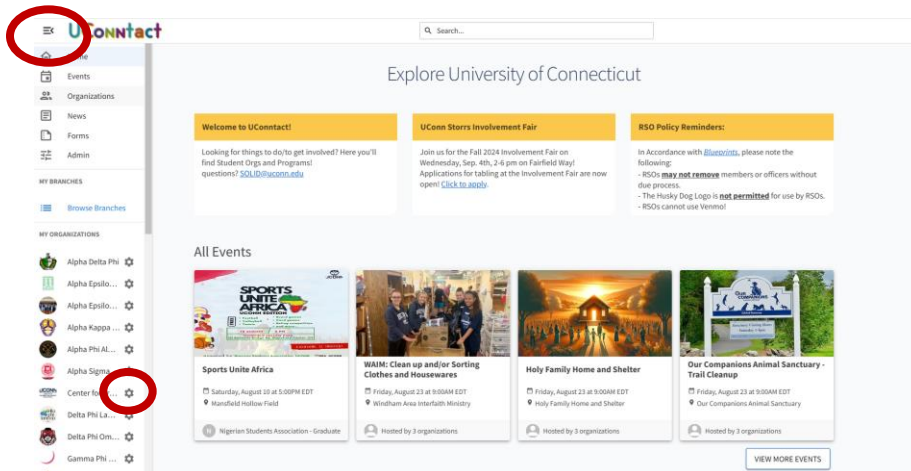 UConntact
Search...
Home
Events
Organizations
News
Forms
Admin
MY BRANCHES
Browse Branches
MY ORGANIZATIONS
Alpha Delta Phi
Alpha Epsilo...
Alpha Epsilo...
Alpha Kappa ...
Alpha Phi Al...
Alpha Sigma
Center for
Delta Phi La...
Delta Phi Om...
Gamma Phi ...
Explore University of Connecticut
Welcome to UConntact!
Looking for things to do/to get involved? Here you'll
find Student Orgs and Programs!
questions? SOLID@uconn.edu
UConn Storrs Involvement Fair
Join us for the Fall 2024 Involvement Fair on
Wednesday, Sep. 4th, 2-6 pm on Fairfield Way!
Applications for tabling at the Involvement Fair are now
open! Click to apply.
RSO Policy Reminders:
In Accordance with Blueprints, please note the
following:
- RSOs may not remove members or officers without
due process.
- The Husky Dog Logo is not permitted for use by RSOs.
- RSOs cannot use Venmo!
All Events
SPORTS
UNITE
AFRICA
UCONN EDITION
Sports Unite Africa
Saturday, August 10 at 5:00PM EDT
Mansfield Hollow Field
N Nigerian Students Association - Graduate
WAIM: Clean up and/or Sorting
Clothes and Housewares
Friday, August 23 at 9:00AM EDT
Windham Area Interfaith Ministry
Hosted by 3 organizations
Holy Family Home and Shelter
Friday, August 23 at 9:00AM EDT
Holy Family Home and Shelter
Hosted by 3 organizations
OUR
COMPANIONS
Our Companions Animal Sanctuary -
Trail Cleanup
Friday, August 23 at 9:00AM EDT
Our Companions Animal Sanctuary
Hosted by 3 organizations
VIEW MORE EVENTS